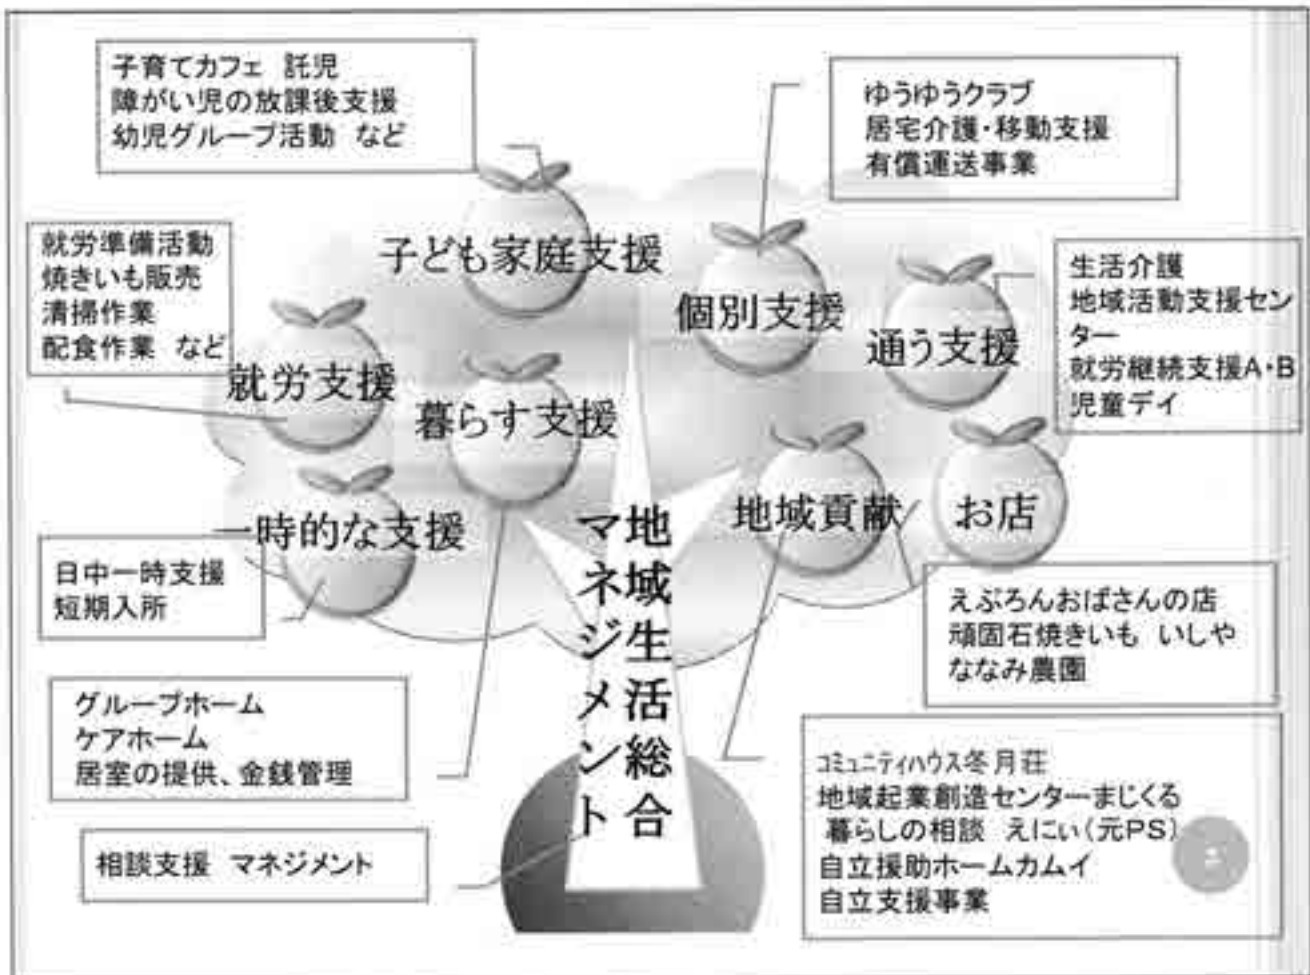 子育てカフェ 託児
障がい児の放課後支援
幼児グループ活動 など
ゆうゆうクラブ
居宅介護・移動支援
有償運送事業
子ども家庭支援
個別支援
就労準備活動
焼きいも販売
清掃作業
配食作業 など
生活介護
地域活動支援セン
ター
就労継続支援A・B
児童デイ
通う支援
就労支援
暮らす支援
一時的な支援
地域貢献
お店
日中一時支援
短期入所
地域生活総合
マネジメント
えぷろんおばさんの店
頑固石焼きいも いしや
ななみ農園
グループホーム
ケアホーム
居室の提供、金銭管理
コミュニティハウス冬月荘
地域起業創造センターまじくる
暮らしの相談 えにぃ(元PS)
自立援助ホームカムイ
自立支援事業
相談支援 マネジメント